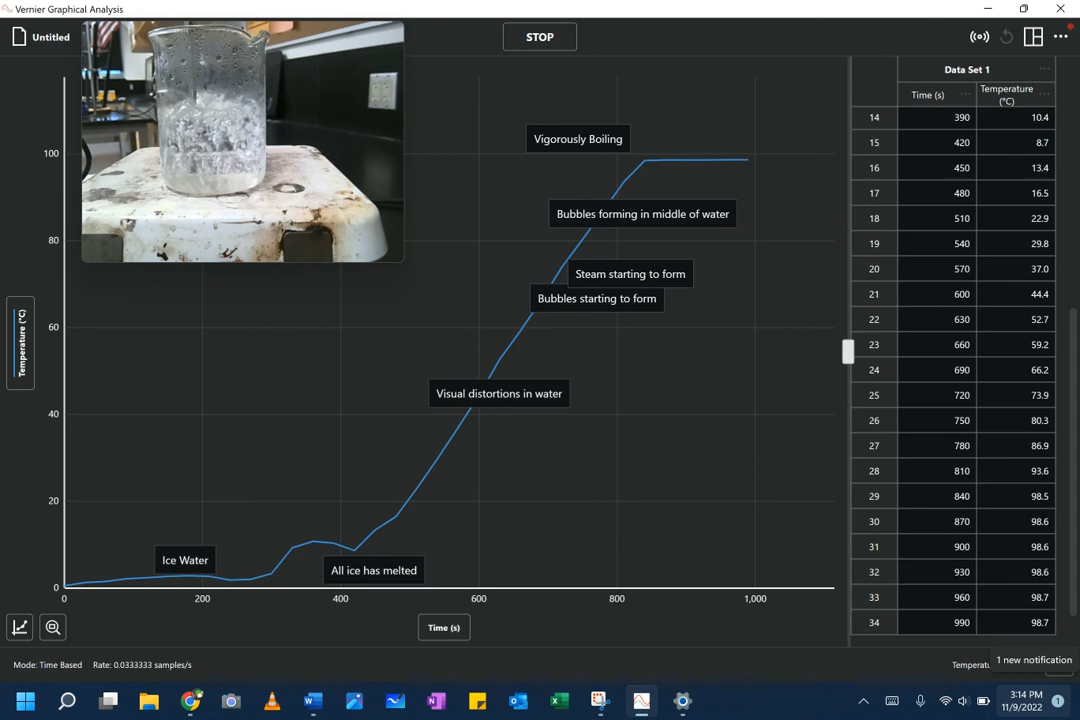 Vernier Graphical Analysis
Untitled
STOP
Vigorously Boiling
Bubbles forming in middle of water
Steam starting to form
Bubbles starting to form
Visual distortions in water
Ice Water
All ice has melted
Temperature (°C)
100
80
60
40
20
0
0 200 400 600 800 1,000
Time (s)
Data Set 1
Time (s) Temperature
(°C)
14 390 10.4
15 420 8.7
16 450 13.4
17 480 16.5
18 510 22.9
19 540 29.8
20 570 37.0
21 600 44.4
22 630 52.7
23 660 59.2
24 690 66.2
25 720 73.9
26 750 80.3
27 780 86.9
28 810 93.6
29 840 98.5
30 870 98.6
31 900 98.6
32 930 98.6
33 960 98.7
34 990 98.7
Mode: Time Based Rate: 0.0333333 samples/s
Temperatu
1 new notification
3:14 PM
11/9/2022
1